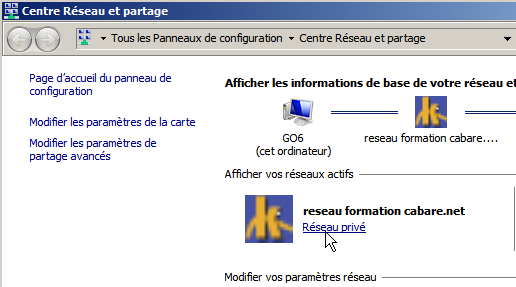 Centre Réseau et partage
Tous les Panneaux de configuration
Centre Réseau et partage
Page d'accueil du panneau de
configuration
Modifier les paramètres de la carte
Modifier les paramètres de
partage avancés
Afficher les informations de base de votre réseau et
GO6
(cet ordinateur)
reseau formation cabare....
Afficher vos réseaux actifs
reseau formation cabare.net
Réseau privé
Modifier vos paramètres réseau